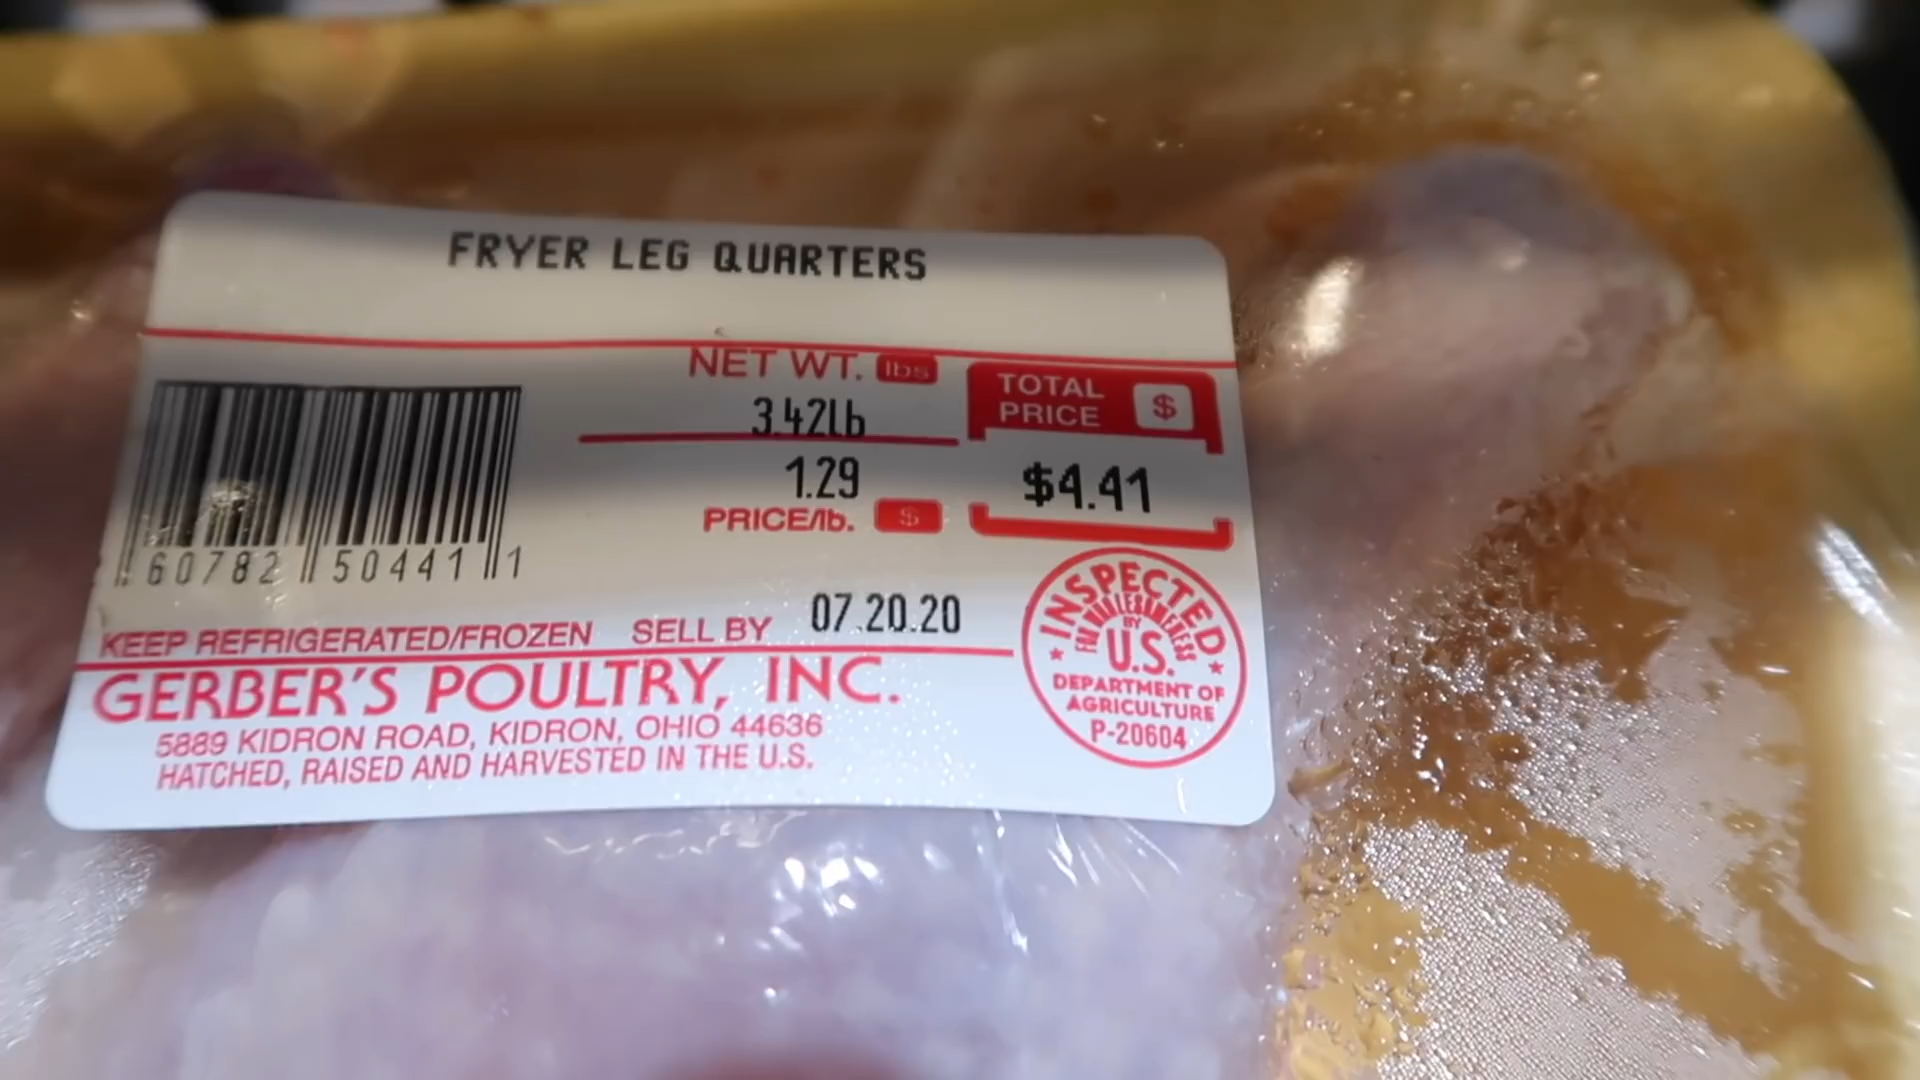 FRYER LEG QUARTERS
NET WT. lbs
3.42lb
TOTAL PRICE $
1.29
PRICE/lb. $
$4.41
60782 50441 1
KEEP REFRIGERATED/FROZEN SELL BY 07.20.20
GERBER'S POULTRY, INC.
5889 KIDRON ROAD, KIDRON, OHIO 44636
HATCHED, RAISED AND HARVESTED IN THE U.S.
INSPECTED
FOR WHOLESOMENESS
BY
U.S.
DEPARTMENT OF
AGRICULTURE
P-20604